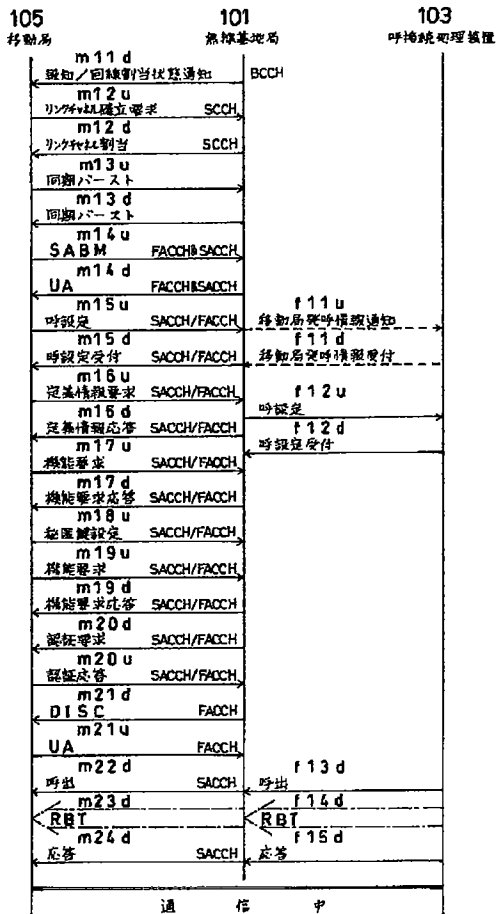 105 101 103
移動局 無線基地局 呼接続処理装置
m11d
報知／回線割当状態通知 BCCH
m12u
リンクチャネル確立要求 SCCH
m12d
リンクチャネル割当 SCCH
m13u
同期バースト
m13d
同期バースト
m14u
SABM FACCH&SACCH
m14d
UA FACCH&SACCH
m15u f11u
呼設定 SACCH/FACCH 移動局発呼情報通知
m15d f11d
呼設定受付 SACCH/FACCH 移動局発呼情報受付
m16u f12u
定義情報要求 SACCH/FACCH 呼設定
m16d f12d
定義情報応答 SACCH/FACCH 呼設定受付
m17u
機能要求 SACCH/FACCH
m17d
機能要求応答 SACCH/FACCH
m18u
秘匿鍵設定 SACCH/FACCH
m19u
機能要求 SACCH/FACCH
m19d
機能要求応答 SACCH/FACCH
m20d
認証要求 SACCH/FACCH
m20u
認証応答 SACCH/FACCH
m21d
DISC FACCH
m21u
UA FACCH
m22d f13d
呼出 SACCH 呼出
m23d f14d
RBT RBT
m24d f15d
応答 SACCH 応答
通信中